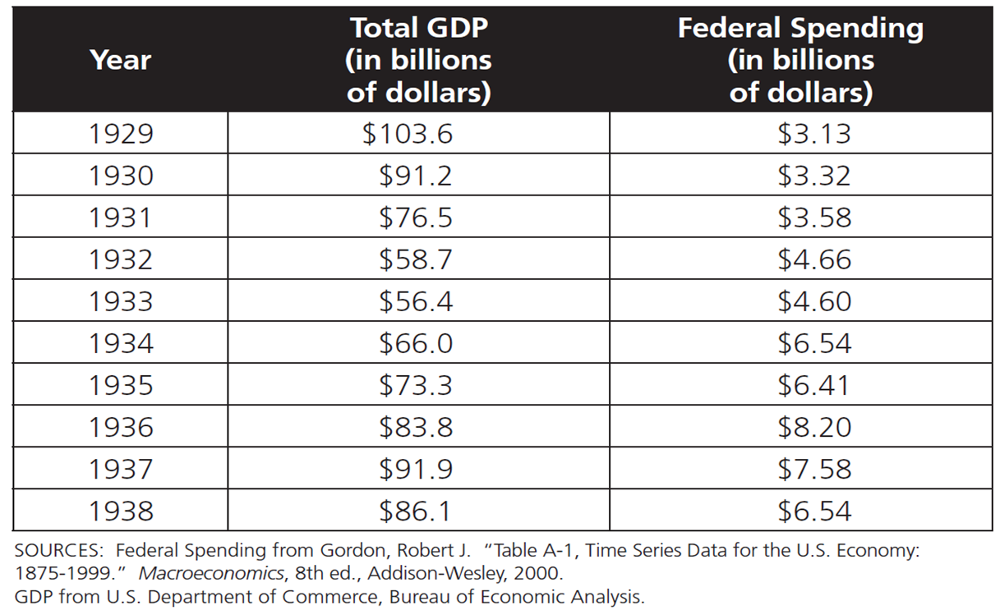 Year
Total GDP
(in billions
of dollars)
Federal Spending
(in billions
of dollars)
1929 $103.6 $3.13
1930 $91.2 $3.32
1931 $76.5 $3.58
1932 $58.7 $4.66
1933 $56.4 $4.60
1934 $66.0 $6.54
1935 $73.3 $6.41
1936 $83.8 $8.20
1937 $91.9 $7.58
1938 $86.1 $6.54
SOURCES: Federal Spending from Gordon, Robert J. “Table A-1, Time Series Data for the U.S. Economy:
1875-1999.” Macroeconomics, 8th ed., Addison-Wesley, 2000.
GDP from U.S. Department of Commerce, Bureau of Economic Analysis.